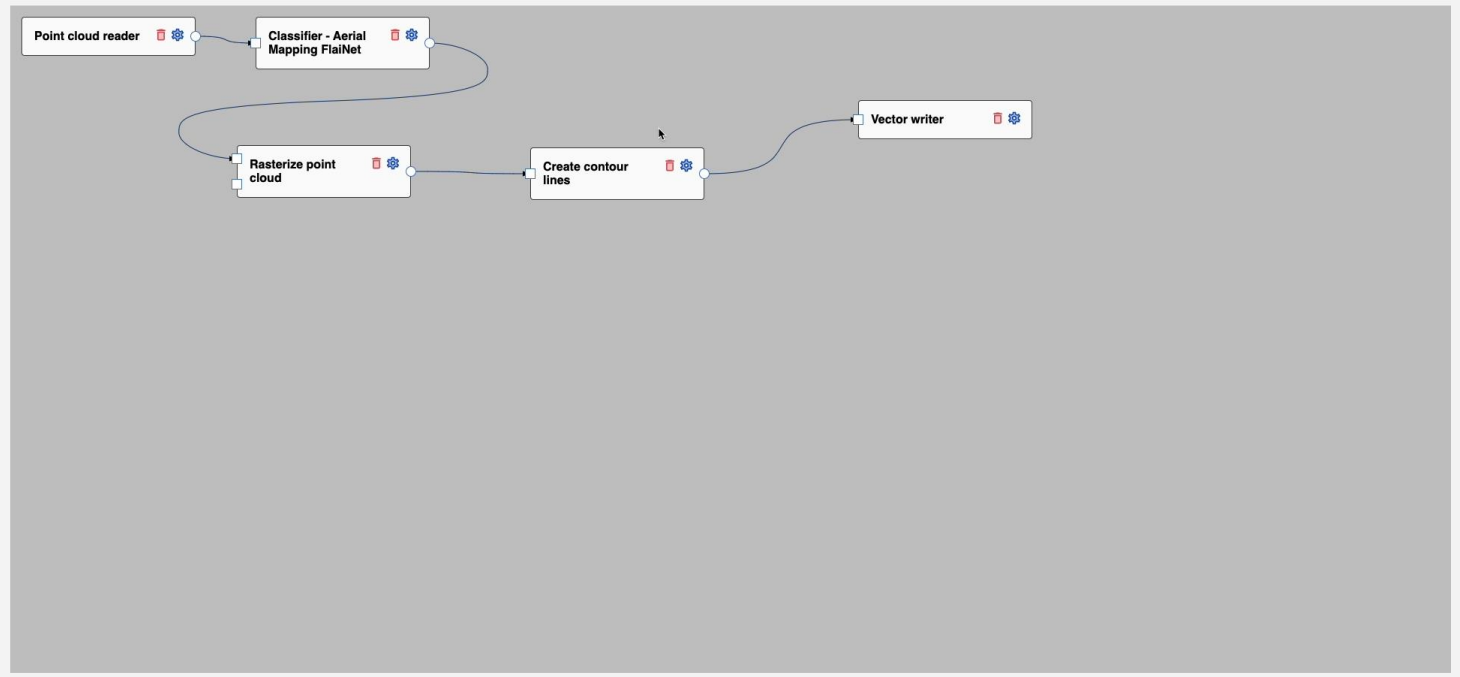 Point cloud reader
Classifier - Aerial
Mapping FlaiNet
Vector writer
Rasterize point
cloud
Create contour
lines